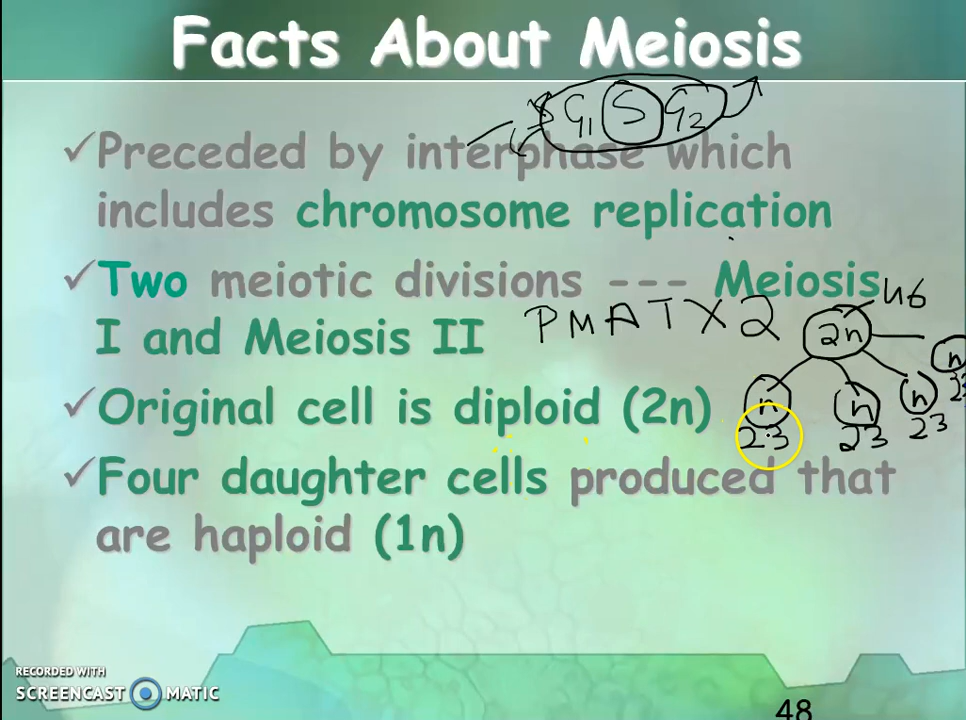 Facts About Meiosis
G1 S G2
✓Preceded by interphase which
includes chromosome replication
✓Two meiotic divisions --- Meiosis
I and Meiosis II
PMATX2
2n 46
✓Original cell is diploid (2n)
n n n n
23 23 23 23
✓Four daughter cells produced that
are haploid (1n)
RECORDED WITH
SCREENCAST MATIC
48